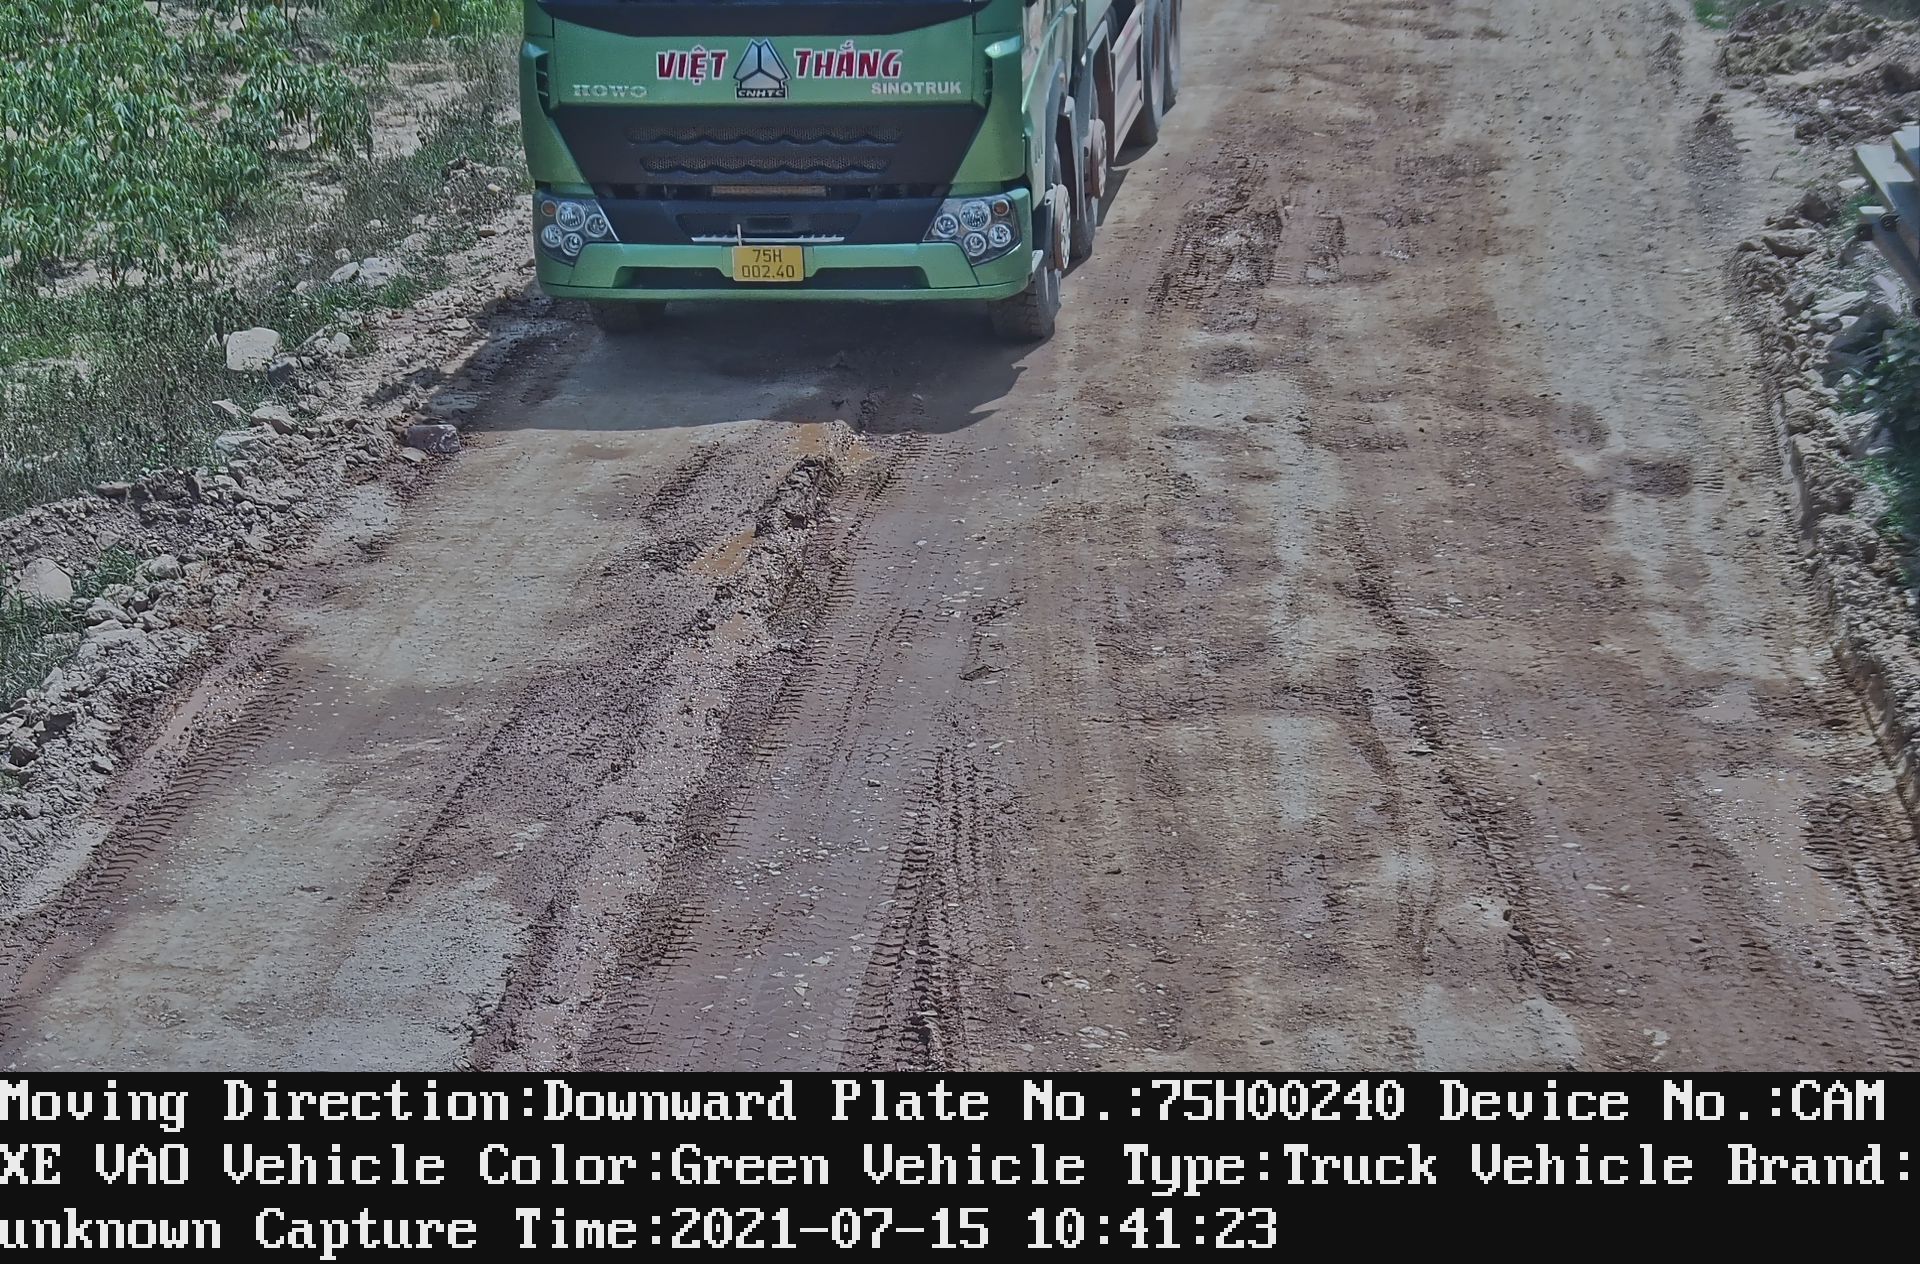 VIỆT THẮNG
HOWO CNHTC SINOTRUK
75H
002.40
Moving Direction:Downward Plate No.:75H00240 Device No.:CAM
XE VAO Vehicle Color:Green Vehicle Type:Truck Vehicle Brand:
unknown Capture Time:2021-07-15 10:41:23